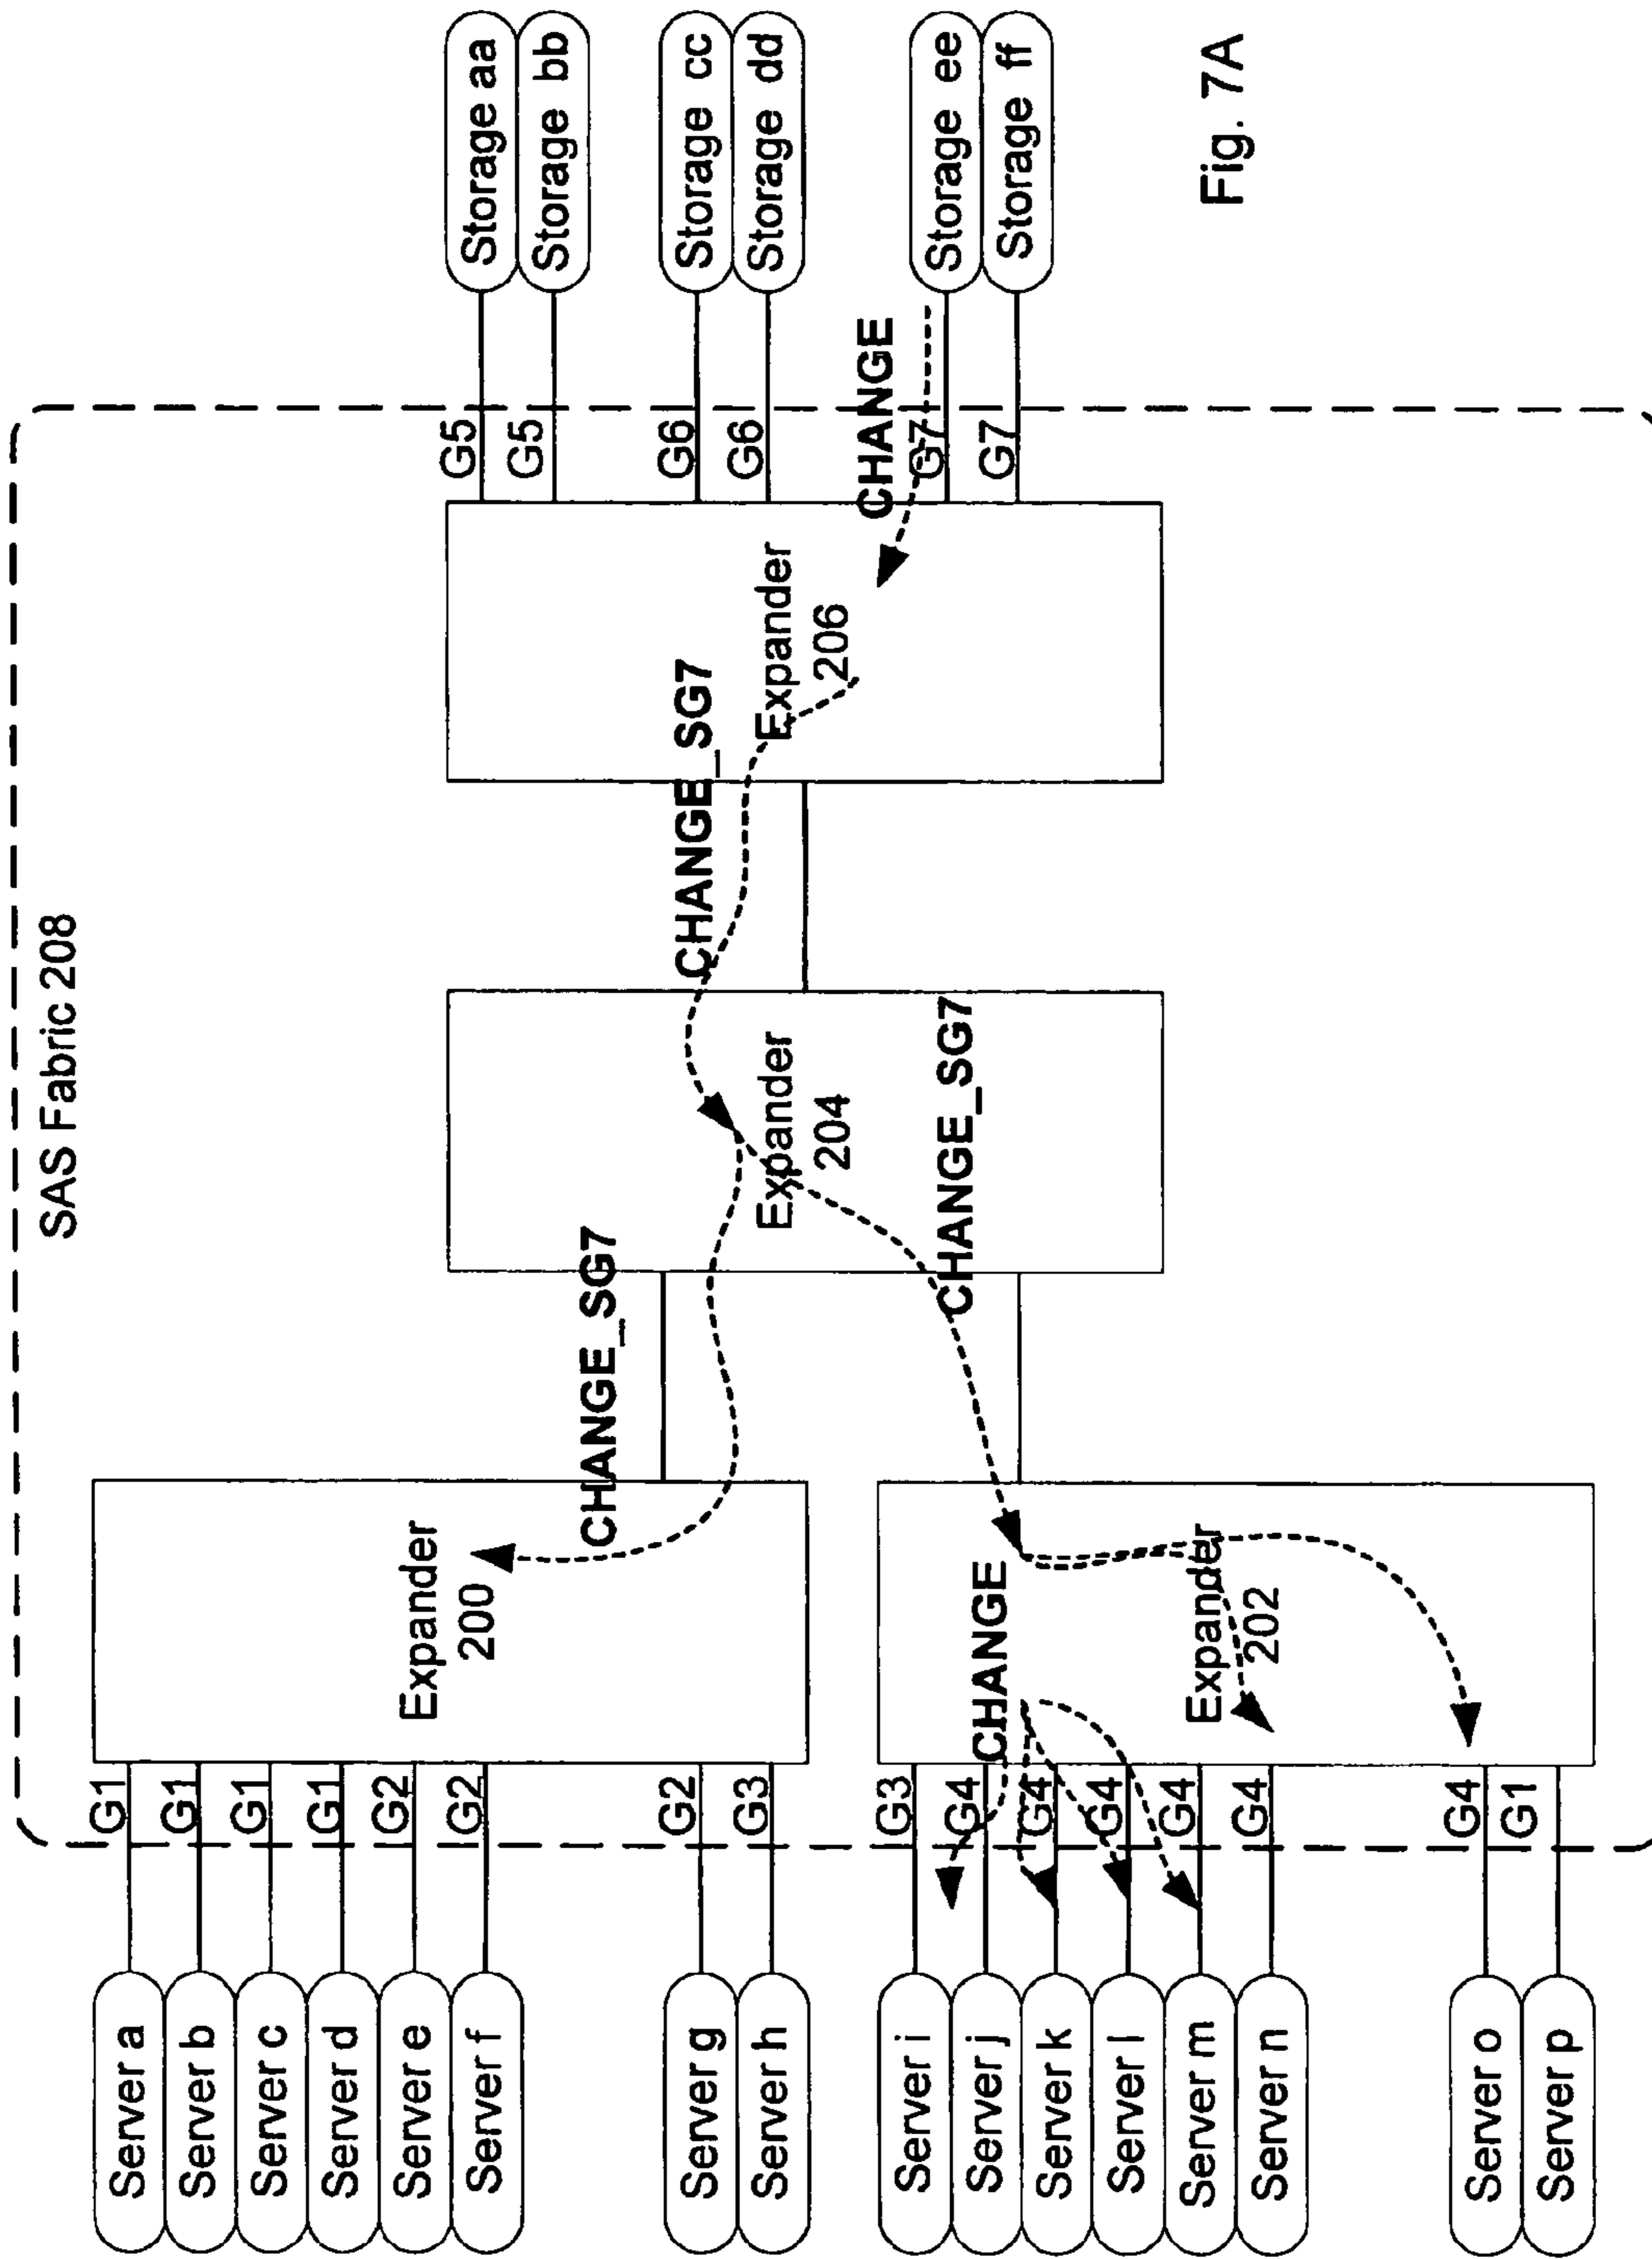 SAS Fabric 208
Server a
Server b
Server c
Server d
Server e
Server f
Server g
Server h
Server i
Server j
Server k
Server l
Server m
Server n
Server o
Server p
G1
G1
G1
G1
G2
G2
G2
G3
G3
G4
G4
G4
G4
G4
G4
G1
Expander
200
CHANGE
Expander
202
CHANGE_SG7
CHANGE_SG7
Expander
204
CHANGE_SG7
Expander
206
CHANGE
G5
G5
G6
G6
G7
G7
Storage aa
Storage bb
Storage cc
Storage dd
Storage ee
Storage ff
Fig. 7A